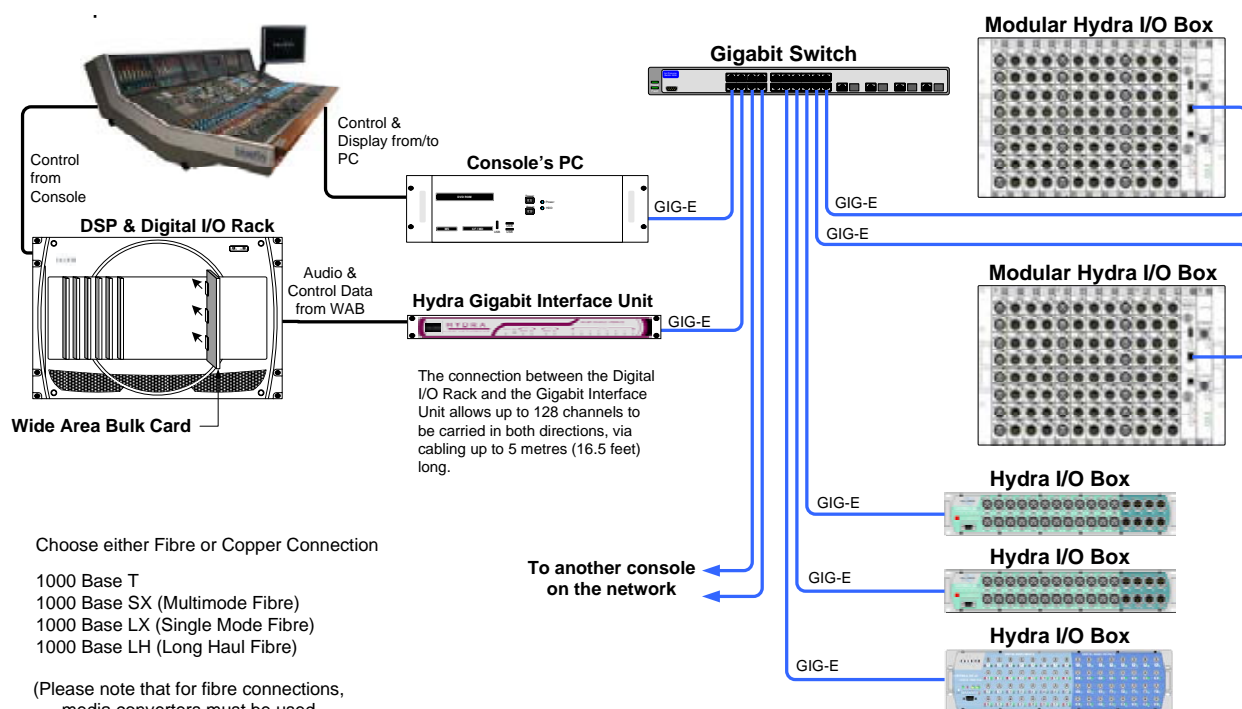 Modular Hydra I/O Box
Gigabit Switch
Control &
Display from/to
PC
Control
from
Console
Console's PC
GIG-E
GIG-E
DSP & Digital I/O Rack
GIG-E
Audio &
Control Data
from WAB
Hydra Gigabit Interface Unit
HYDRA
GIG-E
Modular Hydra I/O Box
The connection between the Digital
I/O Rack and the Gigabit Interface
Unit allows up to 128 channels to
be carried in both directions, via
cabling up to 5 metres (16.5 feet)
long.
Wide Area Bulk Card
Hydra I/O Box
GIG-E
Choose either Fibre or Copper Connection
1000 Base T
1000 Base SX (Multimode Fibre)
1000 Base LX (Single Mode Fibre)
1000 Base LH (Long Haul Fibre)
To another console
on the network
Hydra I/O Box
GIG-E
Hydra I/O Box
GIG-E
(Please note that for fibre connections,
media converters must be used